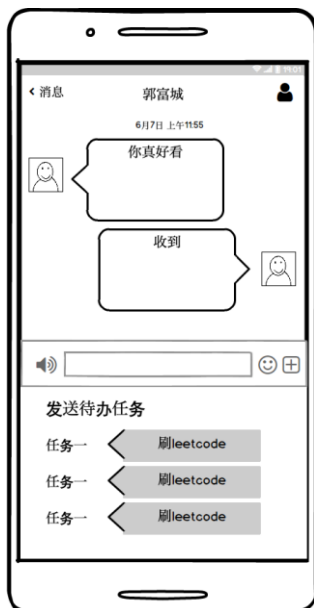 14:01
< 消息
郭富城
6月7日 上午11:55
你真好看
收到
发送待办任务
任务一 刷leetcode
任务一 刷leetcode
任务一 刷leetcode